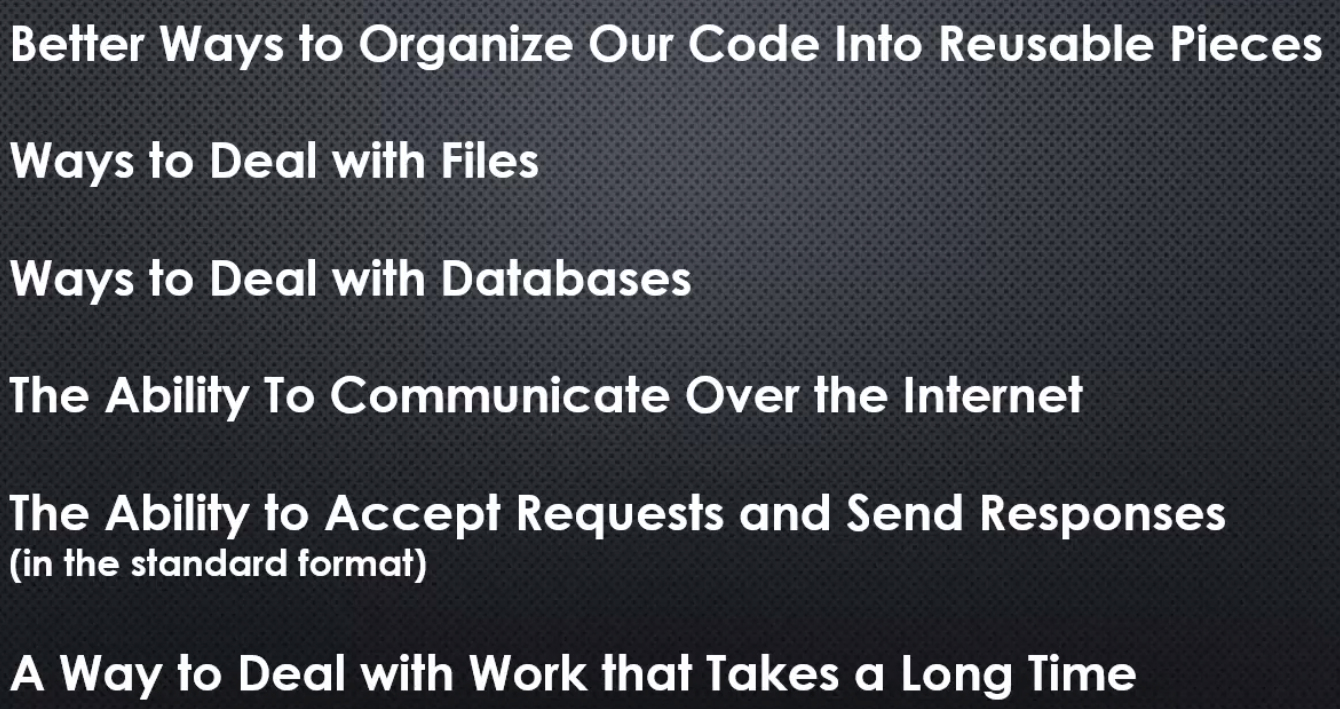 Better Ways to Organize Our Code Into Reusable Pieces
Ways to Deal with Files
Ways to Deal with Databases
The Ability To Communicate Over the Internet
The Ability to Accept Requests and Send Responses
(in the standard format)
A Way to Deal with Work that Takes a Long Time